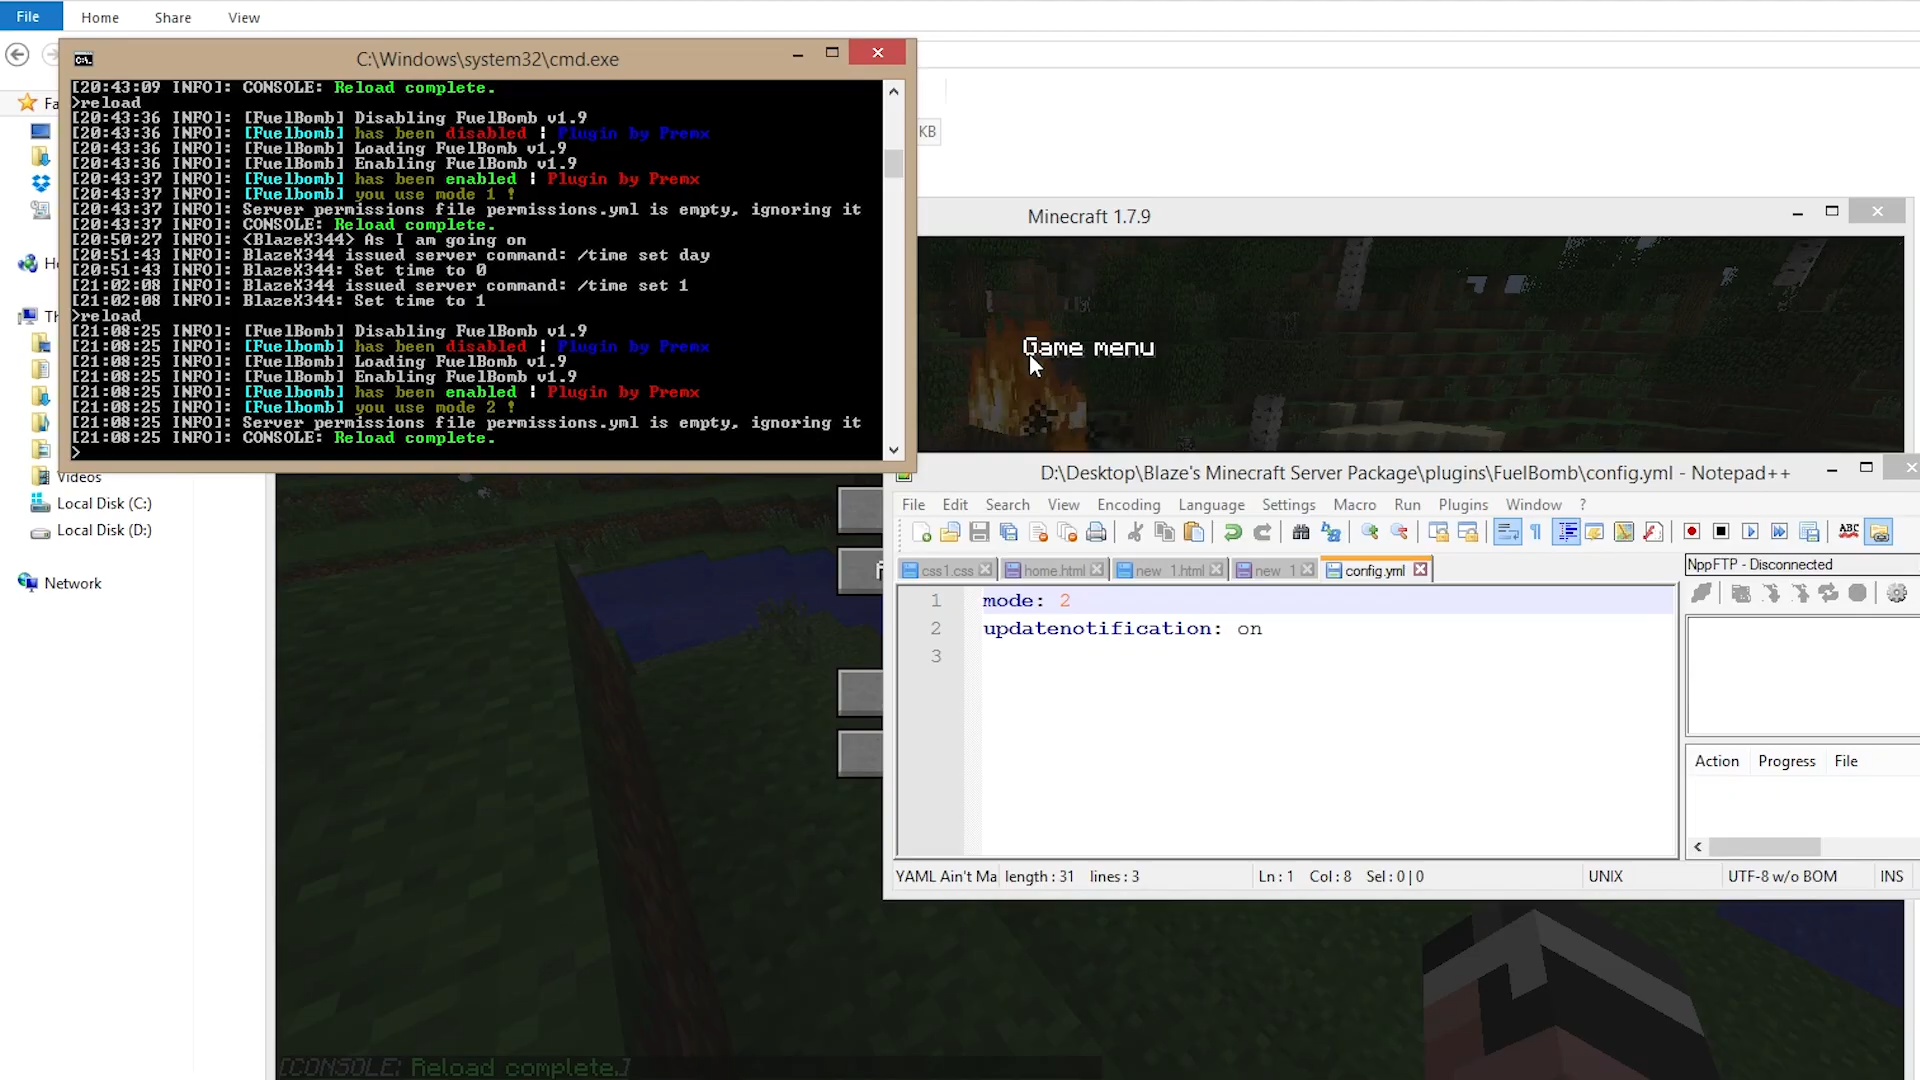 File Home Share View
C:\Windows\system32\cmd.exe
[20:43:09 INFO]: CONSOLE: Reload complete.
>reload
[20:43:36 INFO]: [FuelBomb] Disabling FuelBomb v1.9
[20:43:36 INFO]: [Fuelbomb] has been disabled | Plugin by Premx
[20:43:36 INFO]: [FuelBomb] Loading FuelBomb v1.9
[20:43:36 INFO]: [FuelBomb] Enabling FuelBomb v1.9
[20:43:37 INFO]: [Fuelbomb] has been enabled | Plugin by Premx
[20:43:37 INFO]: [Fuelbomb] you use mode 1 !
[20:43:37 INFO]: Server permissions file permissions.yml is empty, ignoring it
[20:43:37 INFO]: CONSOLE: Reload complete.
[20:50:27 INFO]: <BlazeX344> As I am going on
[20:51:43 INFO]: BlazeX344 issued server command: /time set day
[20:51:43 INFO]: BlazeX344: Set time to 0
[21:02:08 INFO]: BlazeX344 issued server command: /time set 1
[21:02:08 INFO]: BlazeX344: Set time to 1
>reload
[21:08:25 INFO]: [FuelBomb] Disabling FuelBomb v1.9
[21:08:25 INFO]: [Fuelbomb] has been disabled | Plugin by Premx
[21:08:25 INFO]: [FuelBomb] Loading FuelBomb v1.9
[21:08:25 INFO]: [FuelBomb] Enabling FuelBomb v1.9
[21:08:25 INFO]: [Fuelbomb] has been enabled | Plugin by Premx
[21:08:25 INFO]: [Fuelbomb] you use mode 2 !
[21:08:25 INFO]: Server permissions file permissions.yml is empty, ignoring it
[21:08:25 INFO]: CONSOLE: Reload complete.
>
KB
Videos
Local Disk (C:)
Local Disk (D:)
Network
Minecraft 1.7.9
Game menu
D:\Desktop\Blaze's Minecraft Server Package\plugins\FuelBomb\config.yml - Notepad++
File Edit Search View Encoding Language Settings Macro Run Plugins Window ?
ABC
css1.css home.html new 1.html new 1 config.yml
NppFTP - Disconnected
1 mode: 2
2 updatenotification: on
3
Action Progress File
YAML Ain't Ma length : 31 lines : 3 Ln : 1 Col : 8 Sel : 0 | 0 UNIX UTF-8 w/o BOM INS
[CONSOLE: Reload complete.]